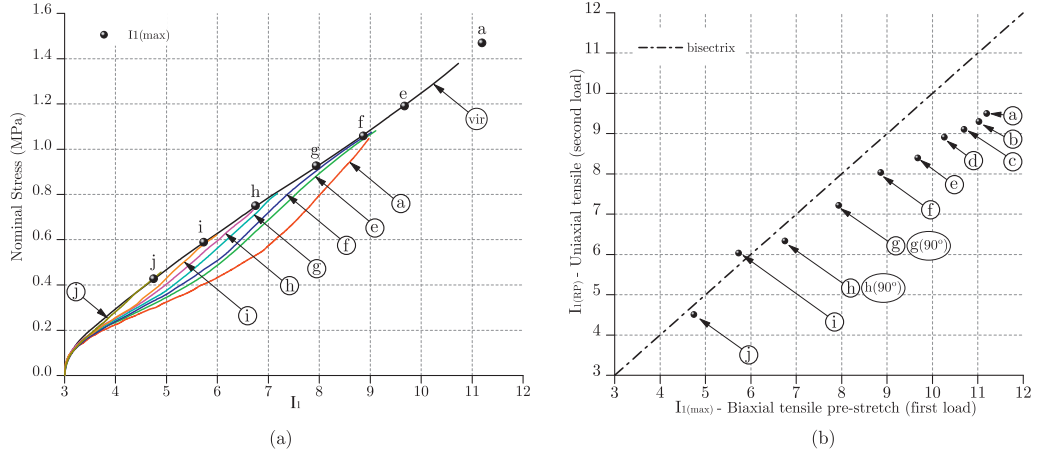 1.6
1.4
1.2
1.0
0.8
0.6
0.4
0.2
0.0
Nominal Stress (MPa)
I1(max)
a
e
f
g
h
i
j
vir
a
e
f
g
h
i
j
3 4 5 6 7 8 9 10 11 12
I1
(a)
12
11
10
9
8
7
6
5
4
3
I1(RP) - Uniaxial tensile (second load)
bisectrix
a
b
c
d
e
f
g g(90°)
h h(90°)
i
j
3 4 5 6 7 8 9 10 11 12
I1(max) - Biaxial tensile pre-stretch (first load)
(b)